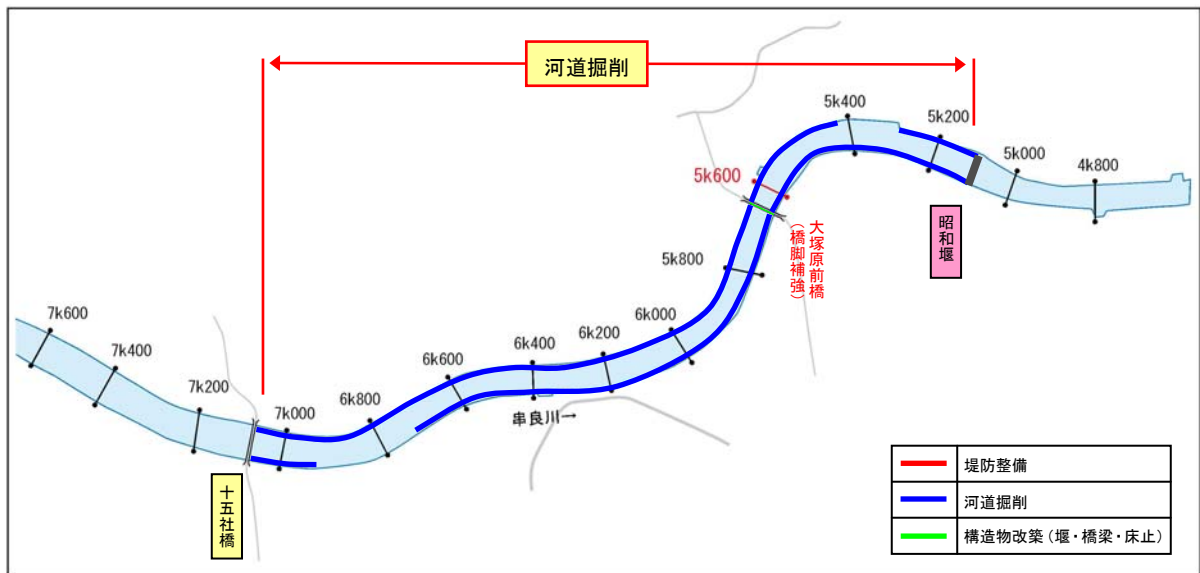 河道掘削
5k400
5k200
5k000
4k800
5k600
昭和堰
大塚原前橋
（橋脚補強）
5k800
6k000
6k200
6k400
6k600
6k800
7k000
7k200
7k400
7k600
串良川→
十五社橋
堤防整備
河道掘削
構造物改築（堰・橋梁・床止）